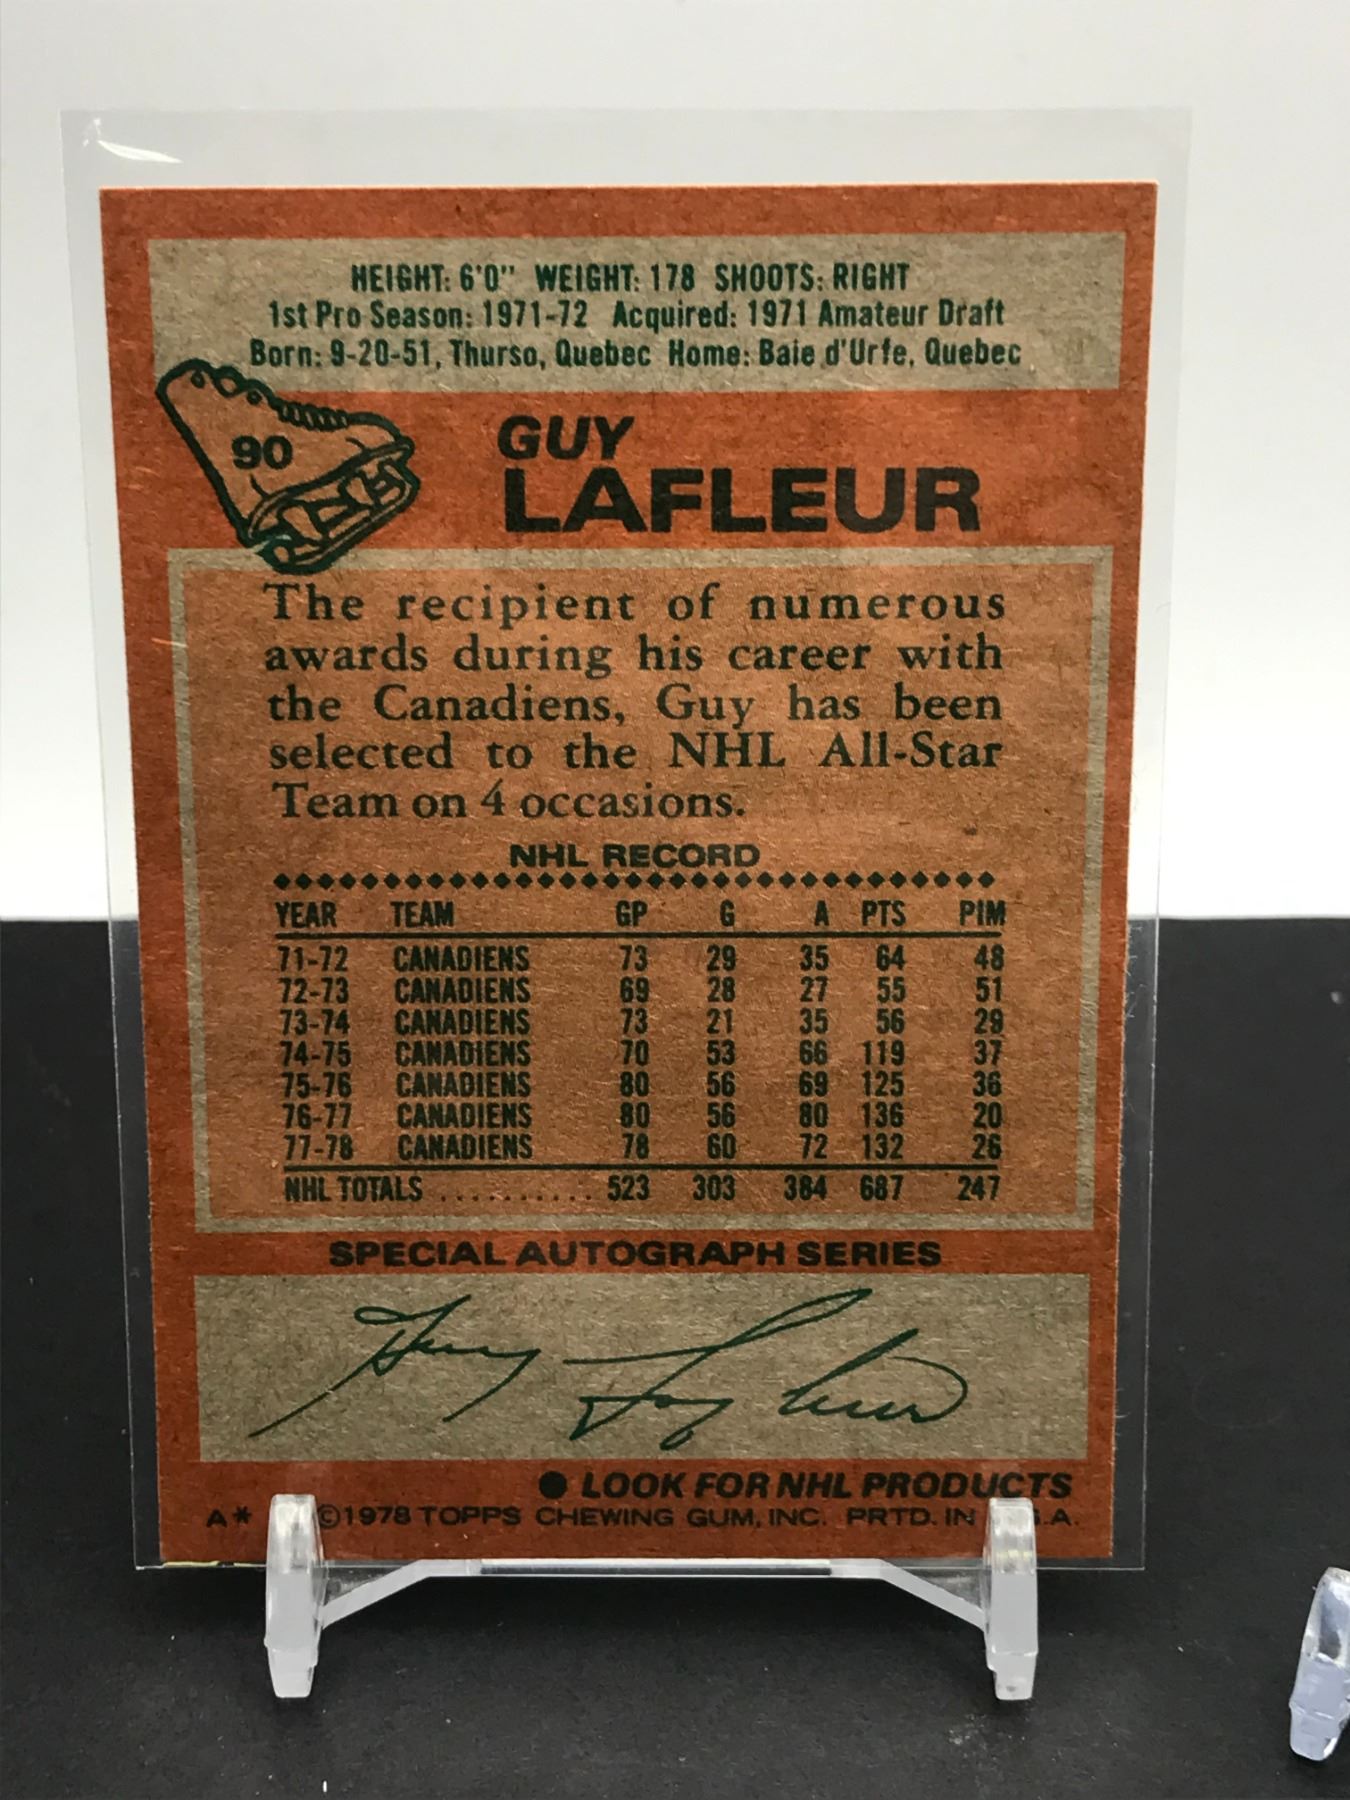 HEIGHT: 6'0" WEIGHT: 178 SHOOTS: RIGHT
1st Pro Season: 1971-72 Acquired: 1971 Amateur Draft
Born: 9-20-51, Thurso, Quebec Home: Baie d'Urfe, Quebec
90
GUY
LAFLEUR
The recipient of numerous
awards during his career with
the Canadiens, Guy has been
selected to the NHL All-Star
Team on 4 occasions.
NHL RECORD
YEAR TEAM GP G A PTS PIM
71-72 CANADIENS 73 29 35 64 48
72-73 CANADIENS 69 28 27 55 51
73-74 CANADIENS 73 21 35 56 29
74-75 CANADIENS 70 53 66 119 37
75-76 CANADIENS 80 56 69 125 36
76-77 CANADIENS 80 56 80 136 20
77-78 CANADIENS 78 60 72 132 26
NHL TOTALS .......... 523 303 384 687 247
SPECIAL AUTOGRAPH SERIES
Guy Lafleur
● LOOK FOR NHL PRODUCTS
A* ©1978 TOPPS CHEWING GUM, INC. PRTD. IN S.A.